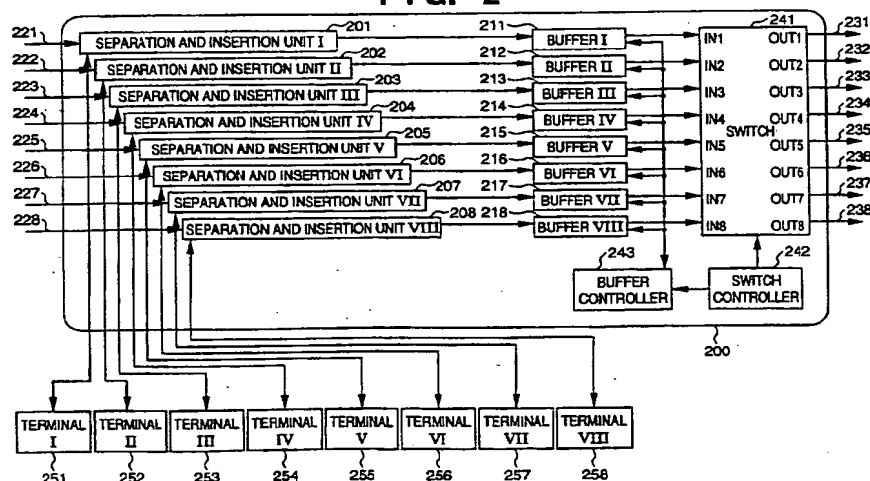 FIG. 2
221 201 211 241 231
SEPARATION AND INSERTION UNIT I BUFFER I IN1 OUT1
222 202 212 232
SEPARATION AND INSERTION UNIT II BUFFER II IN2 OUT2
223 203 213 233
SEPARATION AND INSERTION UNIT III BUFFER III IN3 OUT3
224 204 214 234
SEPARATION AND INSERTION UNIT IV BUFFER IV IN4 OUT4
SWITCH
225 205 215 235
SEPARATION AND INSERTION UNIT V BUFFER V IN5 OUT5
226 206 216 236
SEPARATION AND INSERTION UNIT VI BUFFER VI IN6 OUT6
227 207 217 237
SEPARATION AND INSERTION UNIT VII BUFFER VII IN7 OUT7
228 208 218 238
SEPARATION AND INSERTION UNIT VIII BUFFER VIII IN8 OUT8
243 242
BUFFER CONTROLLER SWITCH CONTROLLER
200
TERMINAL I TERMINAL II TERMINAL III TERMINAL IV TERMINAL V TERMINAL VI TERMINAL VII TERMINAL VIII
251 252 253 254 255 256 257 258